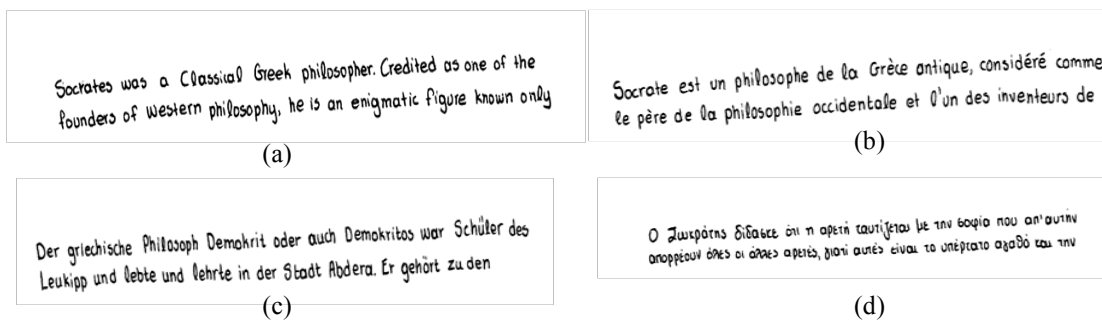 Socrates was a Classical Greek philosopher. Credited as one of the
founders of Western philosophy, he is an enigmatic figure known only
(a)
Socrate est un philosophe de la Grèce antique, considéré comme
le père de la philosophie occidentale et l'un des inventeurs de
(b)
Der griechische Philosoph Demokrit oder auch Demokritos war Schüler des
Leukipp und lebte und lehrte in der Stadt Abdera. Er gehört zu den
(c)
Ο Σωκράτης δίδασκε ότι η αρετή ταυτίζεται με την σοφία που απ'αυτήν
απορρέουν όλες οι άλλες αρετές, γιατί αυτές είναι το υπέρτατο αγαθό και την
(d)